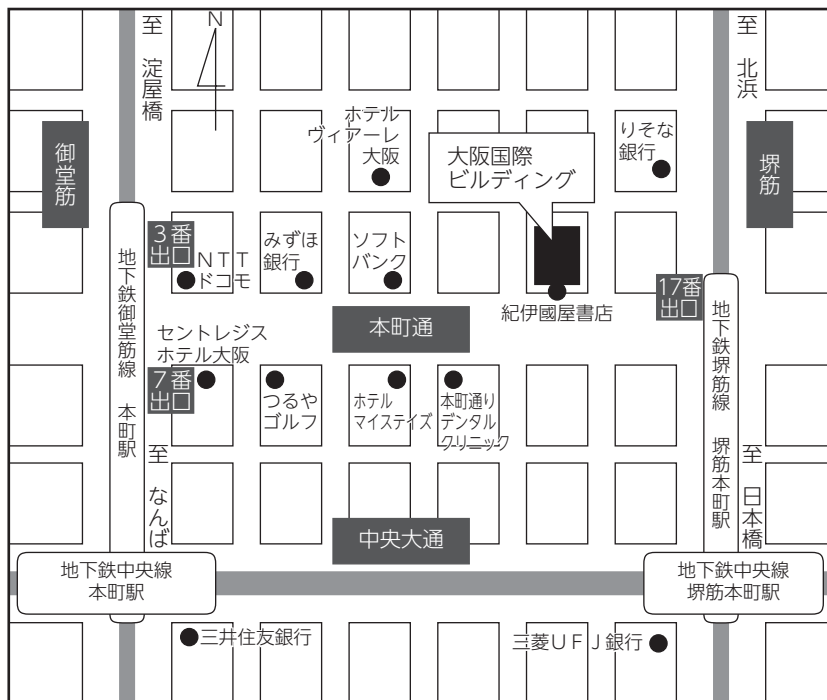 至 淀屋橋
N
至 北浜
御堂筋
ホテル
ヴィアーレ
大阪
大阪国際
ビルディング
りそな
銀行
堺筋
3番
出口
NTT
ドコモ
みずほ
銀行
ソフト
バンク
紀伊國屋書店
17番
出口
地下鉄御堂筋線 本町駅
本町通
地下鉄堺筋線 堺筋本町駅
セントレジス
ホテル大阪
7番
出口
つるや
ゴルフ
ホテル
マイステイズ
本町通り
デンタル
クリニック
至 なんば
至 日本橋
中央大通
地下鉄中央線
本町駅
地下鉄中央線
堺筋本町駅
三井住友銀行
三菱UFJ銀行